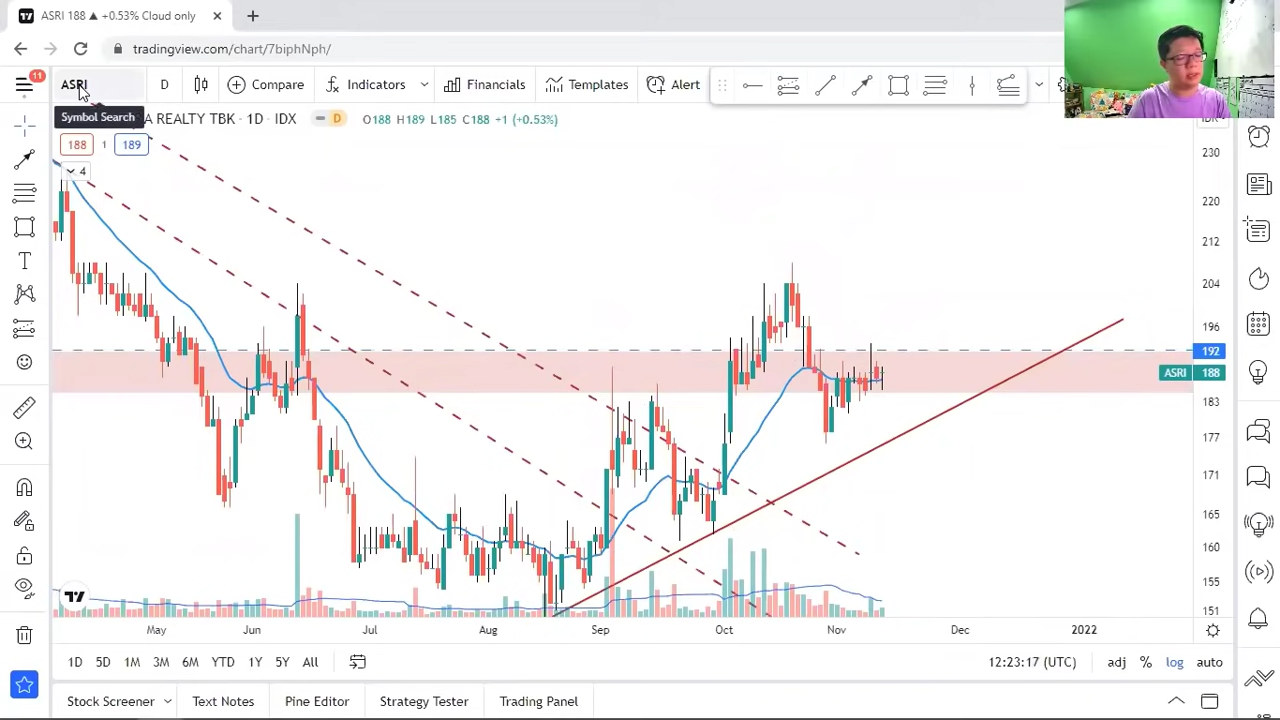 ASRI 188 ▲ +0.53% Cloud only
tradingview.com/chart/7biphNph/
11
ASRI
D
Compare
Indicators
Financials
Templates
Alert
Symbol Search
A REALTY TBK · 1D · IDX
D
O188 H189 L185 C188 +1 (+0.53%)
188
1
189
4
230
220
212
204
196
192
ASRI 188
183
177
171
165
160
155
151
May
Jun
Jul
Aug
Sep
Oct
Nov
Dec
2022
1D
5D
1M
3M
6M
YTD
1Y
5Y
All
12:23:17 (UTC)
adj
%
log
auto
Stock Screener
Text Notes
Pine Editor
Strategy Tester
Trading Panel